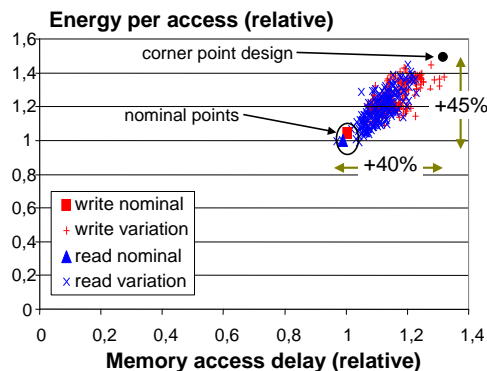 Energy per access (relative)
1,6
1,4
1,2
1
0,8
0,6
0,4
0,2
0
corner point design
nominal points
+45%
+40%
write nominal
write variation
read nominal
read variation
0 0,2 0,4 0,6 0,8 1 1,2 1,4
Memory access delay (relative)